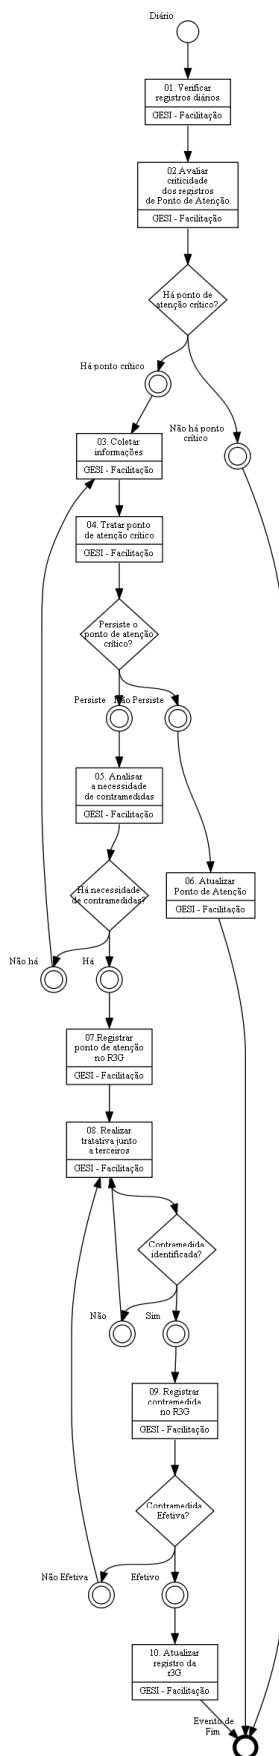 Diário
01. Verificar
registros diários
GESI - Facilitação
02.Avaliar
criticidade
dos registros
de Ponto de Atenção
GESI - Facilitação
Há ponto de
atenção crítico?
Há ponto crítico
Não há ponto
crítico
03. Coletar
informações
GESI - Facilitação
04. Tratar ponto
de atenção crítico
GESI - Facilitação
Persiste o
ponto de atenção
crítico?
Persiste
Não Persiste
05. Analisar
a necessidade
de contramedidas
GESI - Facilitação
06. Atualizar
Ponto de Atenção
GESI - Facilitação
Há necessidade
de contramedidas?
Não há
Há
07.Registrar
ponto de atenção
no R3G
GESI - Facilitação
08. Realizar
tratativa junto
a terceiros
GESI - Facilitação
Contramedida
identificada?
Não
Sim
09. Registrar
contramedida
no R3G
GESI - Facilitação
Contramedida
Efetiva?
Não Efetiva
Efetivo
10. Atualizar
registro da
r3G
GESI - Facilitação
Evento de
Fim